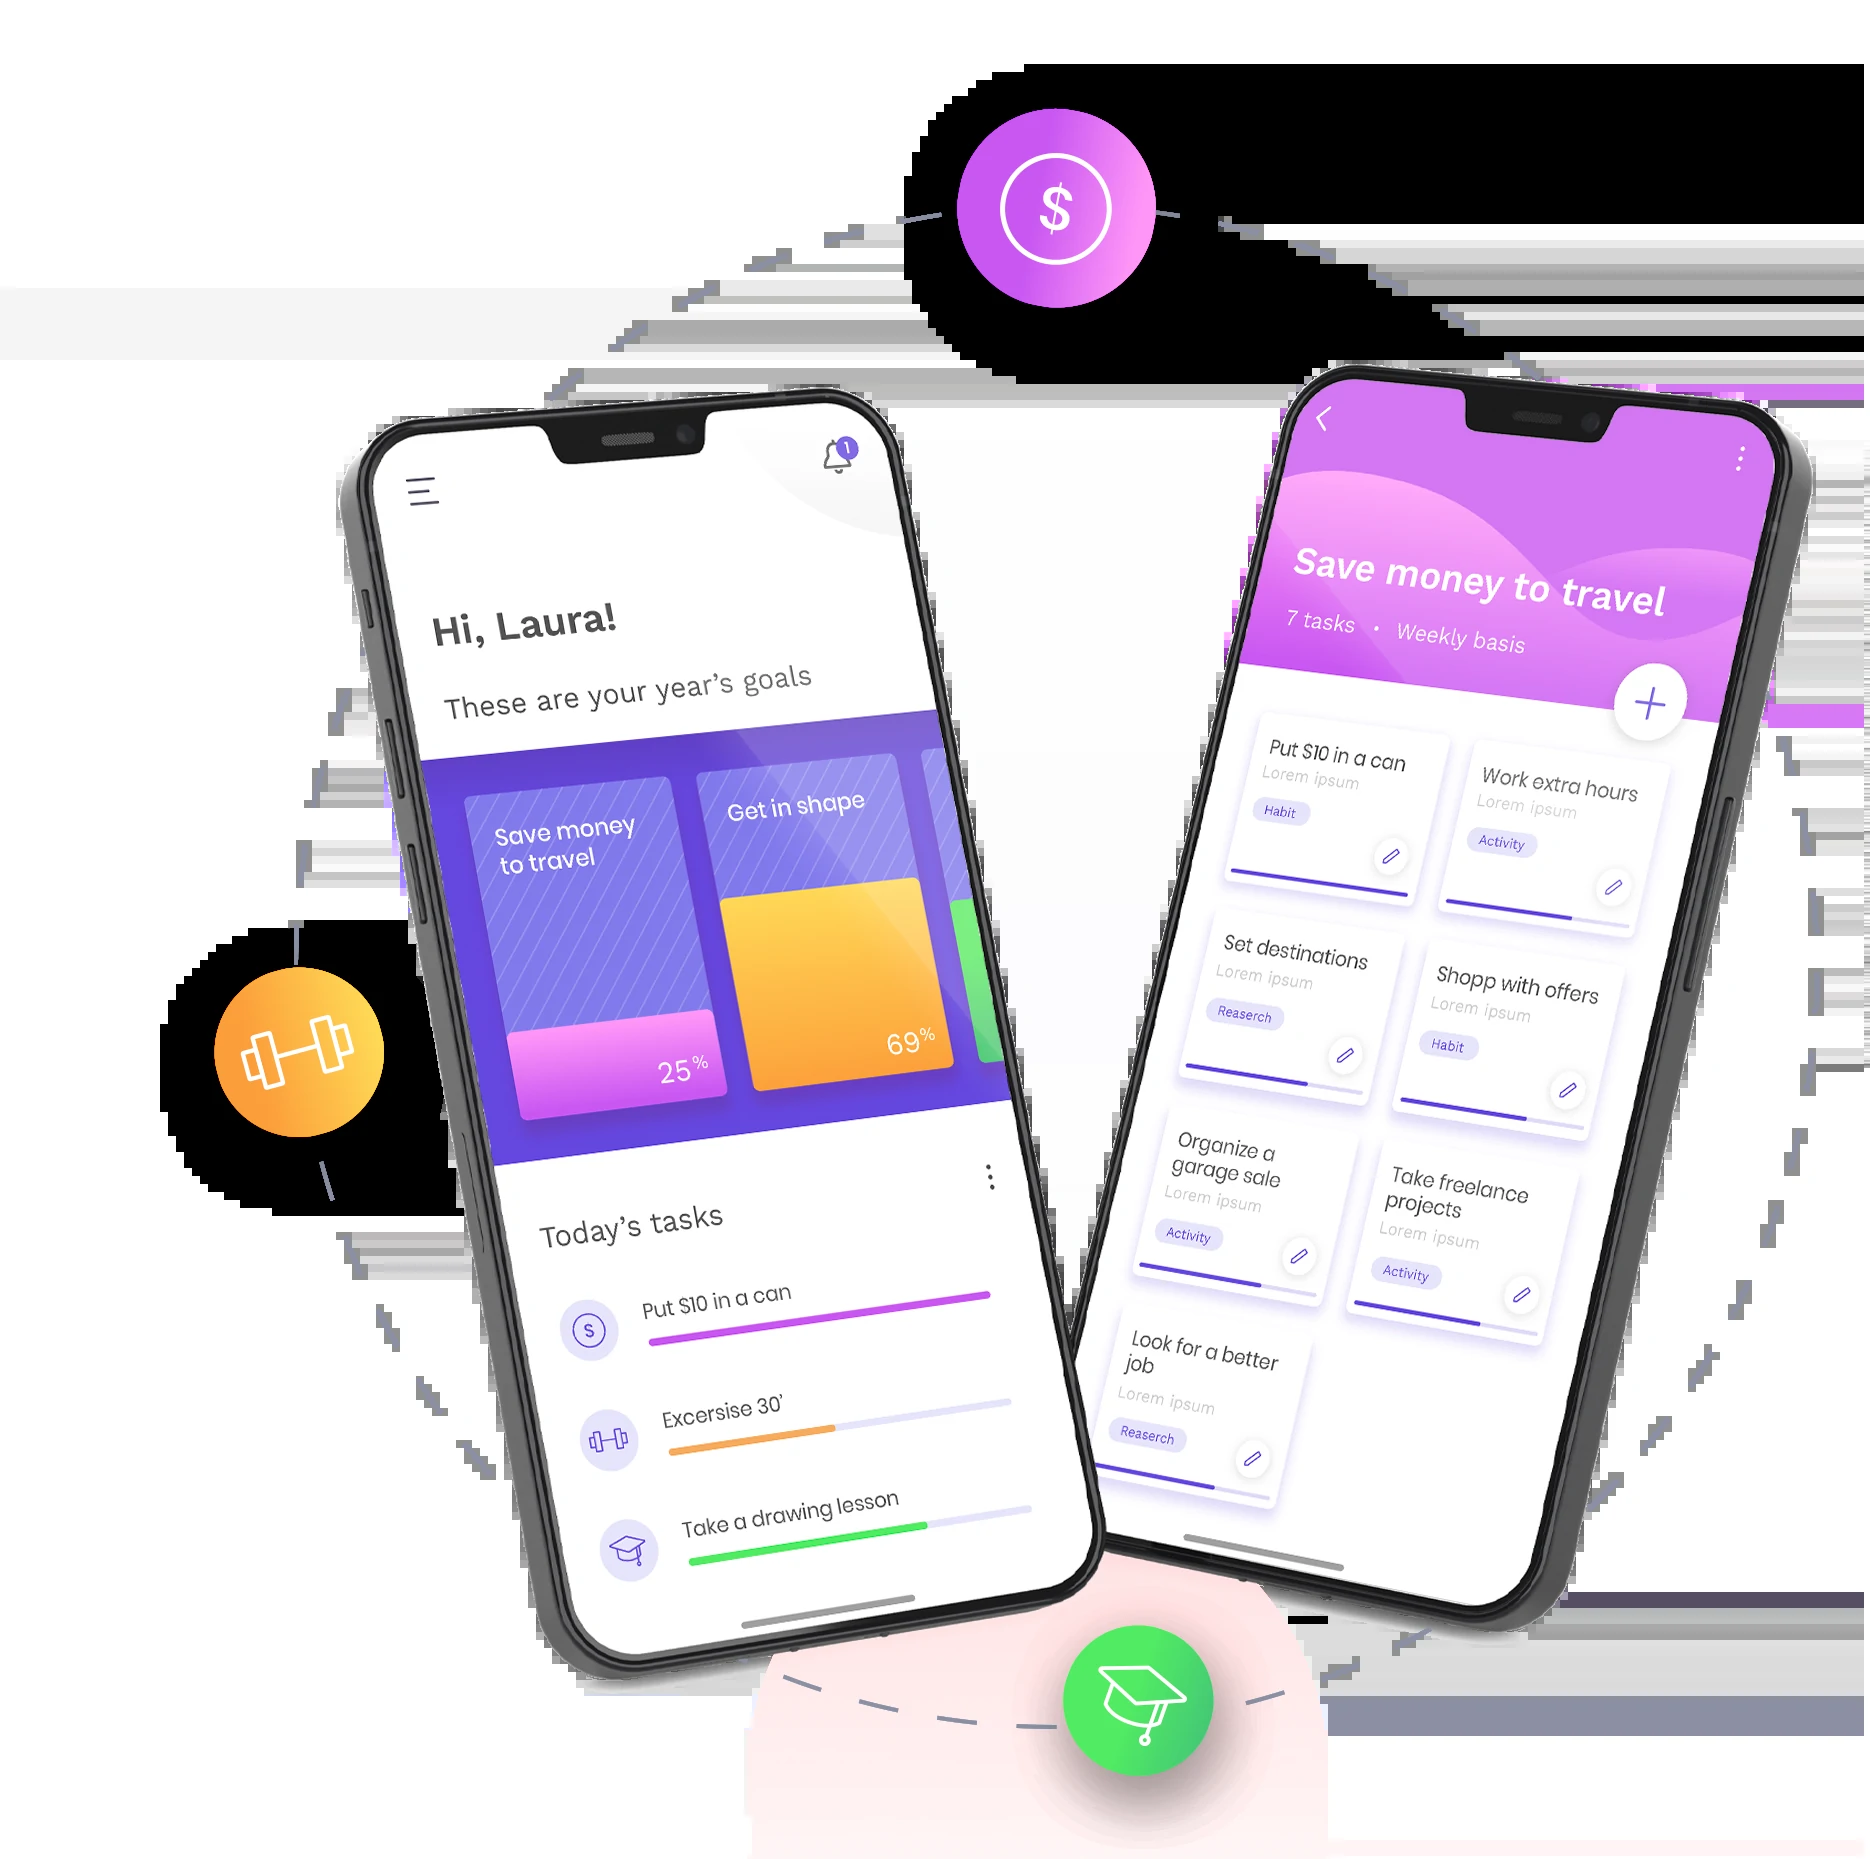 $
1
Hi, Laura!
These are your year's goals
Save money
to travel
25%
Get in shape
69%
Today's tasks
S
Put $10 in a can
Excersise 30'
Take a drawing lesson
Save money to travel
7 tasks • Weekly basis
Put $10 in a can
Lorem ipsum
Habit
Work extra hours
Lorem ipsum
Activity
Set destinations
Lorem ipsum
Reaserch
Shopp with offers
Lorem ipsum
Habit
Organize a
garage sale
Lorem ipsum
Activity
Take freelance
projects
Lorem ipsum
Activity
Look for a better
job
Lorem ipsum
Reaserch